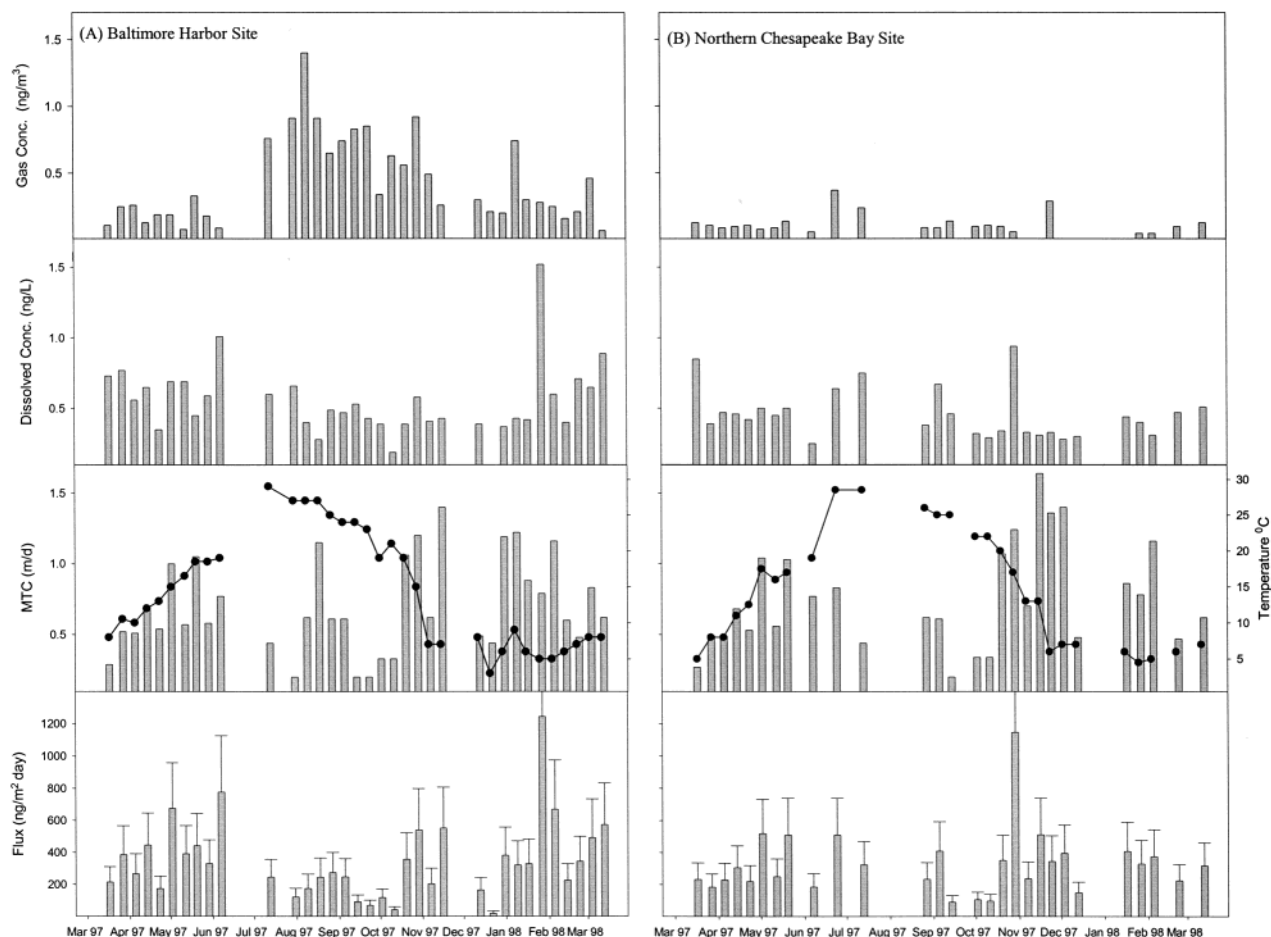 (A) Baltimore Harbor Site
(B) Northern Chesapeake Bay Site
Gas Conc. (ng/m³)
1.5
1.0
0.5
Dissolved Conc. (ng/L)
1.5
1.0
0.5
MTC (m/d)
1.5
1.0
0.5
30
25
20
15
10
5
Temperature ⁰C
Flux (ng/m² day)
1200
1000
800
600
400
200
Mar 97 Apr 97 May 97 Jun 97 Jul 97 Aug 97 Sep 97 Oct 97 Nov 97 Dec 97 Jan 98 Feb 98 Mar 98
Mar 97 Apr 97 May 97 Jun 97 Jul 97 Aug 97 Sep 97 Oct 97 Nov 97 Dec 97 Jan 98 Feb 98 Mar 98